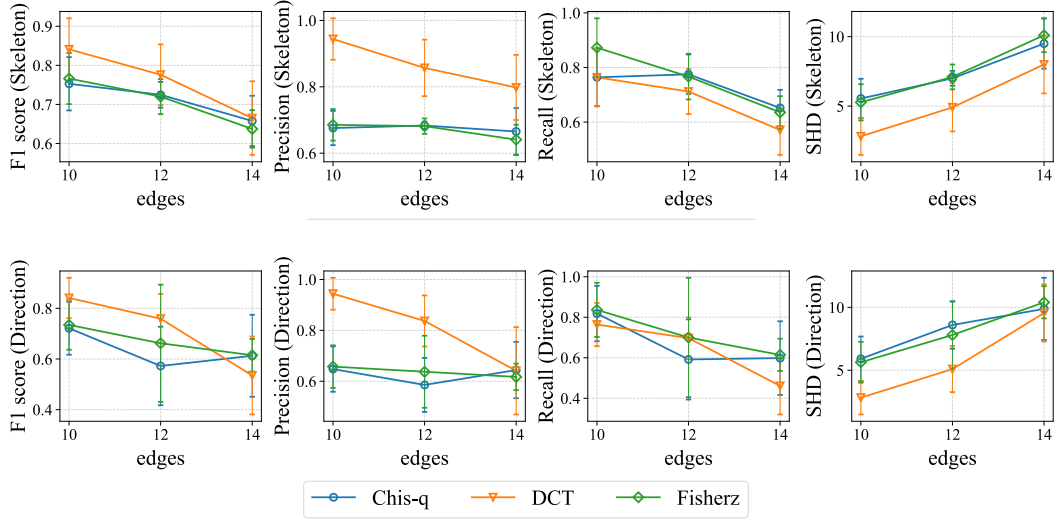 F1 score (Skeleton)
0.9
0.8
0.7
0.6
10
12
14
edges
Precision (Skeleton)
1.0
0.8
0.6
10
12
14
edges
Recall (Skeleton)
1.0
0.8
0.6
10
12
14
edges
SHD (Skeleton)
10
5
10
12
14
edges
F1 score (Direction)
0.8
0.6
0.4
10
12
14
edges
Precision (Direction)
1.0
0.8
0.6
10
12
14
edges
Recall (Direction)
1.0
0.8
0.6
0.4
10
12
14
edges
SHD (Direction)
10
5
10
12
14
edges
Chis-q
DCT
Fisherz